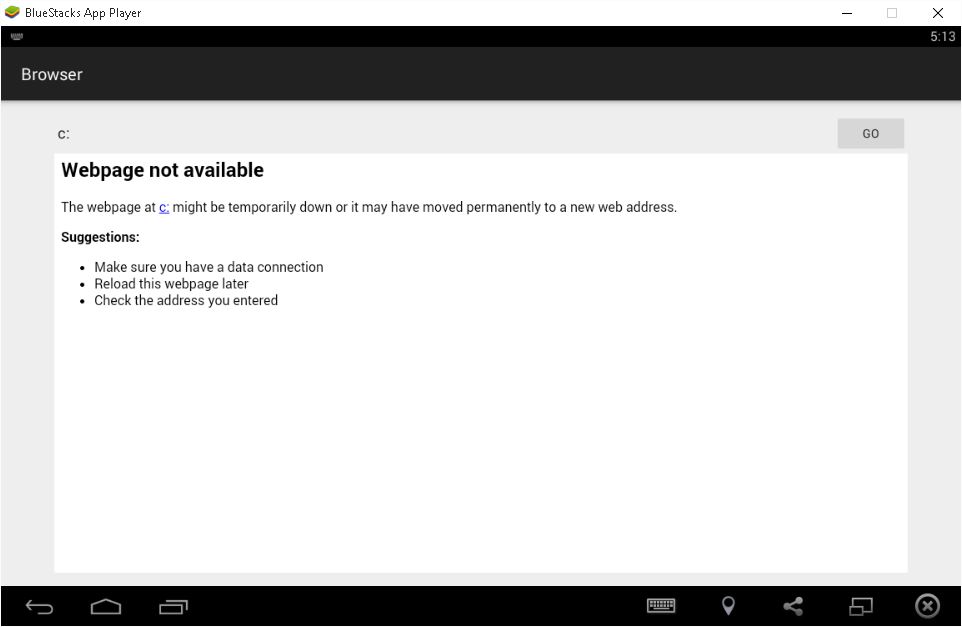 BlueStacks App Player
5:13
Browser
c:
GO
Webpage not available
The webpage at c: might be temporarily down or it may have moved permanently to a new web address.
Suggestions:
• Make sure you have a data connection
• Reload this webpage later
• Check the address you entered